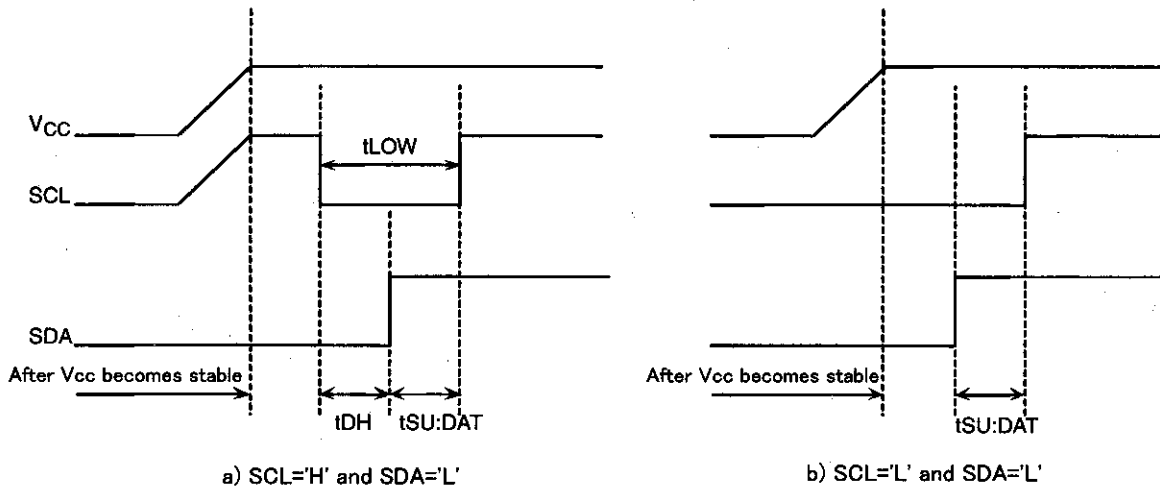 VCC
tLOW
SCL
SDA
After Vcc becomes stable
tDH
tSU:DAT
a) SCL='H' and SDA='L'
After Vcc becomes stable
tSU:DAT
b) SCL='L' and SDA='L'